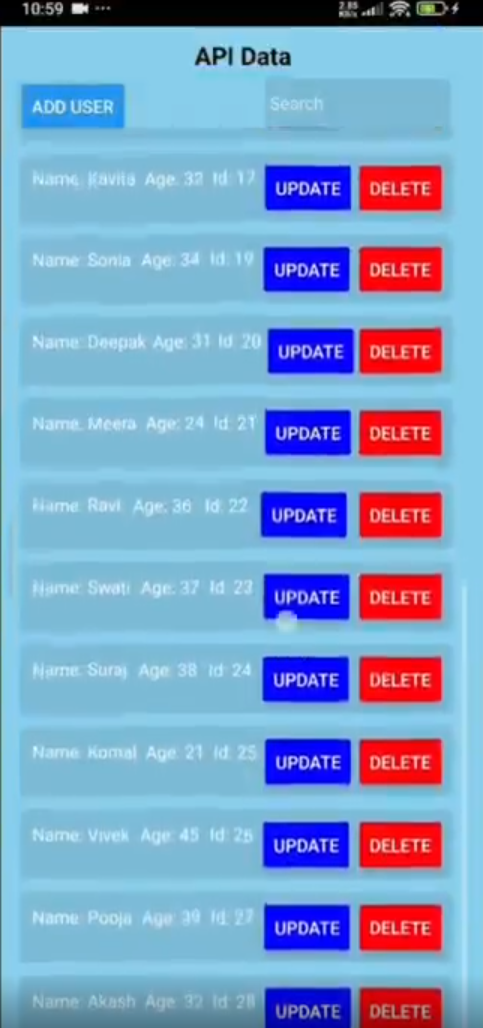 10:59
2.85 KB/s
API Data
ADD USER
Search
Name: Kavita Age: 32 Id: 17 UPDATE DELETE
Name: Sonia Age: 34 Id: 19 UPDATE DELETE
Name: Deepak Age: 31 Id: 20 UPDATE DELETE
Name: Meera Age: 24 Id: 21 UPDATE DELETE
Name: Ravi Age: 36 Id: 22 UPDATE DELETE
Name: Swati Age: 37 Id: 23 UPDATE DELETE
Name: Suraj Age: 38 Id: 24 UPDATE DELETE
Name: Komal Age: 21 Id: 25 UPDATE DELETE
Name: Vivek Age: 45 Id: 26 UPDATE DELETE
Name: Pooja Age: 39 Id: 27 UPDATE DELETE
Name: Akash Age: 32 Id: 28 UPDATE DELETE